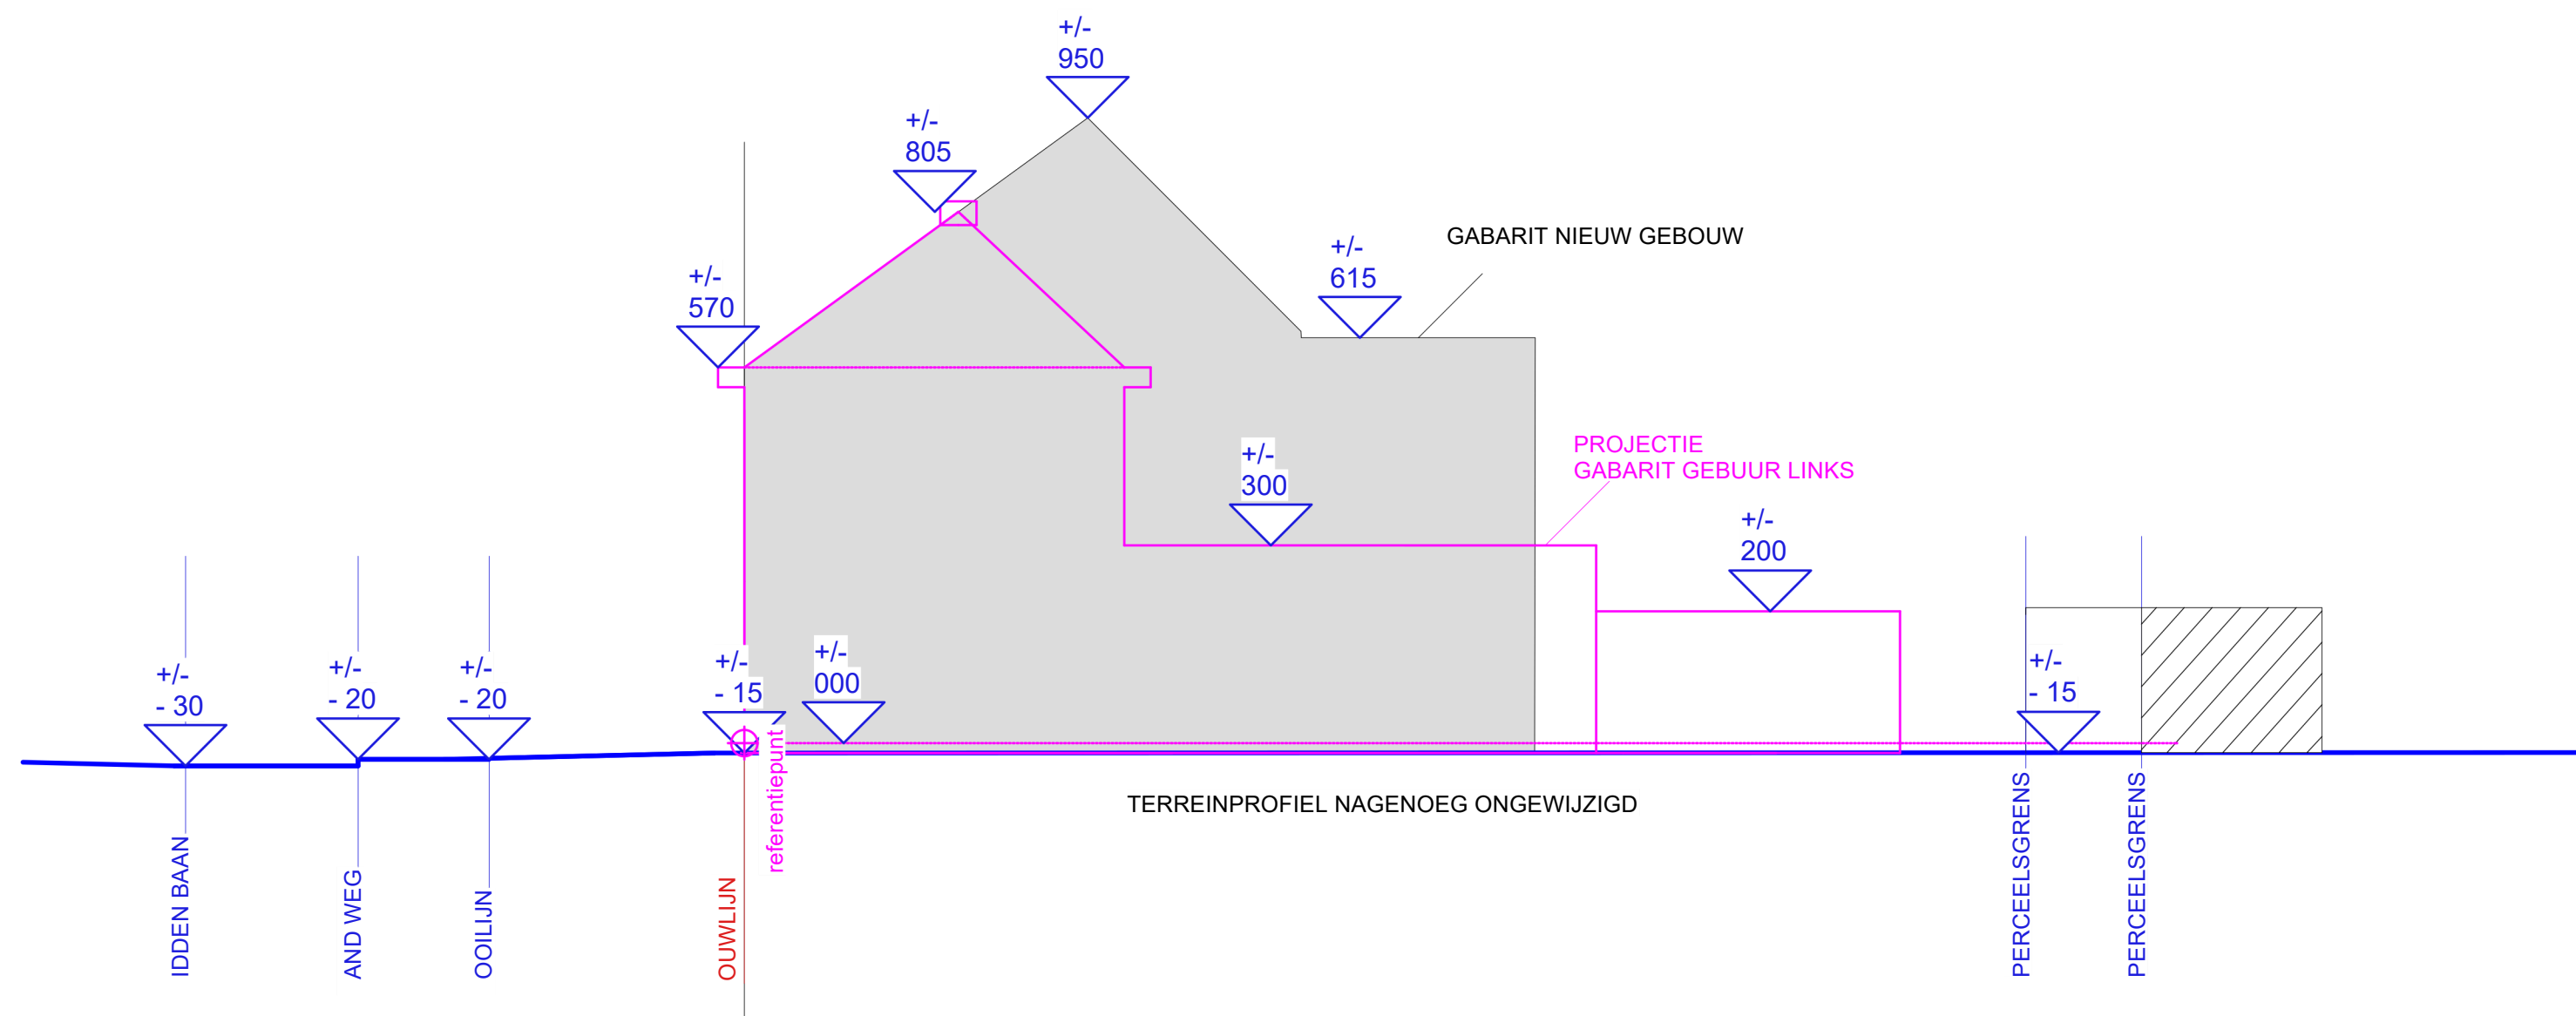 +/-
950
+/-
805
GABARIT NIEUW GEBOUW
+/-
615
+/-
570
PROJECTIE
GABARIT GEBUUR LINKS
+/-
300
+/-
200
+/-
- 30
+/-
- 20
+/-
- 20
+/-
- 15
+/-
000
+/-
- 15
referentiepunt
TERREINPROFIEL NAGENOEG ONGEWIJZIGD
IDDEN BAAN
AND WEG
OOILIJN
OUWLIJN
PERCEELSGRENS
PERCEELSGRENS